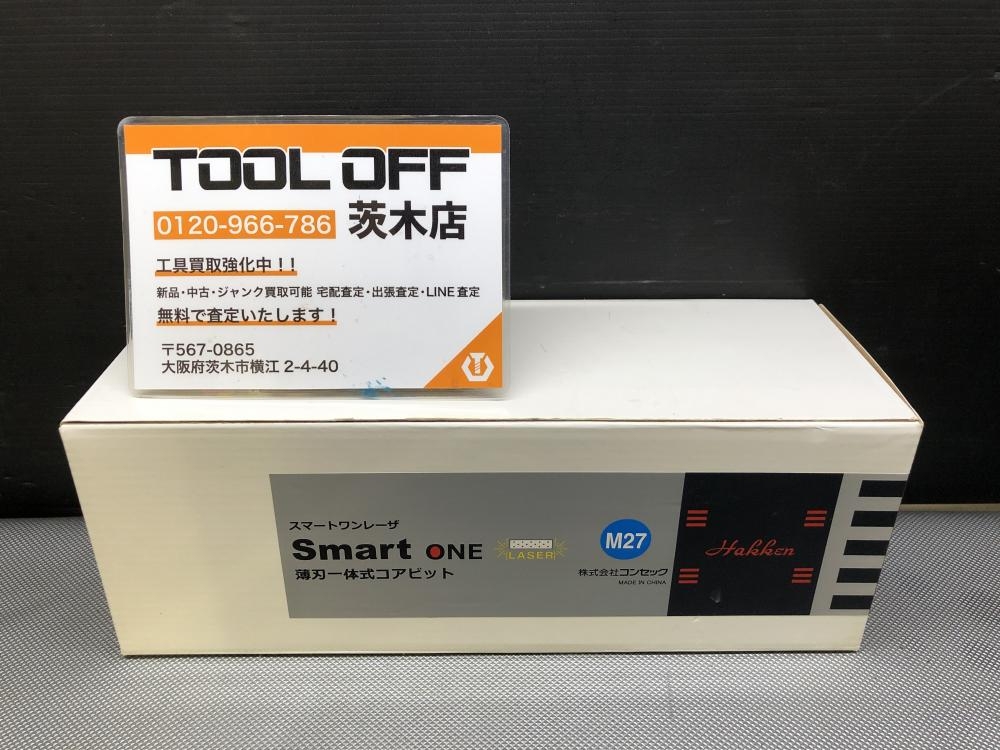 TOOL OFF
0120-966-786 茨木店
工具買取強化中！！
新品・中古・ジャンク買取可能 宅配査定・出張査定・LINE査定
無料で査定いたします！
〒567-0865
大阪府茨木市横江 2-4-40
スマートワンレーザ
Smart ONE
LASER
薄刃一体式コアビット
M27
株式会社コンセック
MADE IN CHINA
Hakken